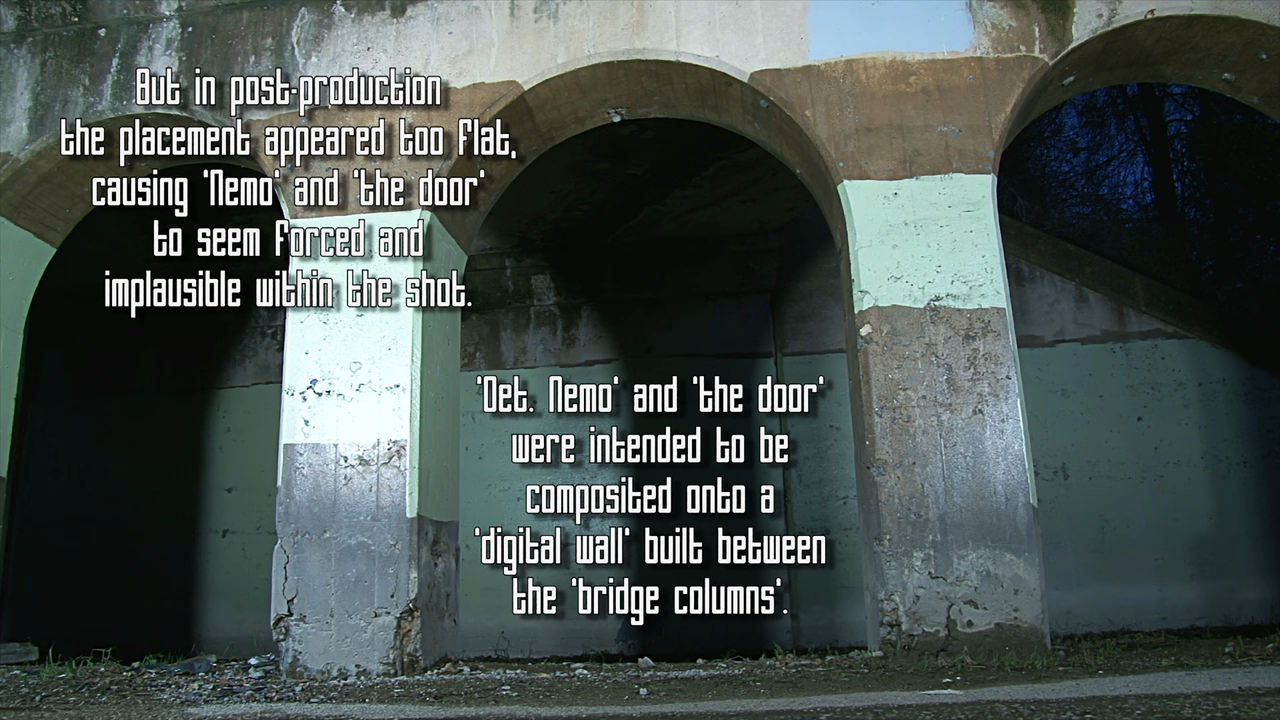 But in post-production
the placement appeared too flat,
causing 'Nemo' and 'the door'
to seem forced and
implausible within the shot.
'Det. Nemo' and 'the door'
were intended to be
composited onto a
'digital wall' built between
the 'bridge columns'.